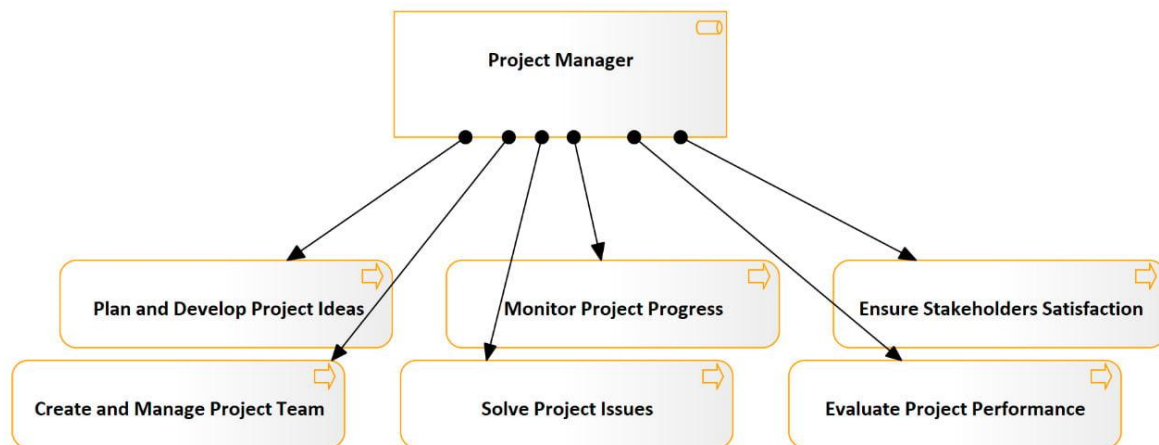 Project Manager
Plan and Develop Project Ideas
Monitor Project Progress
Ensure Stakeholders Satisfaction
Create and Manage Project Team
Solve Project Issues
Evaluate Project Performance